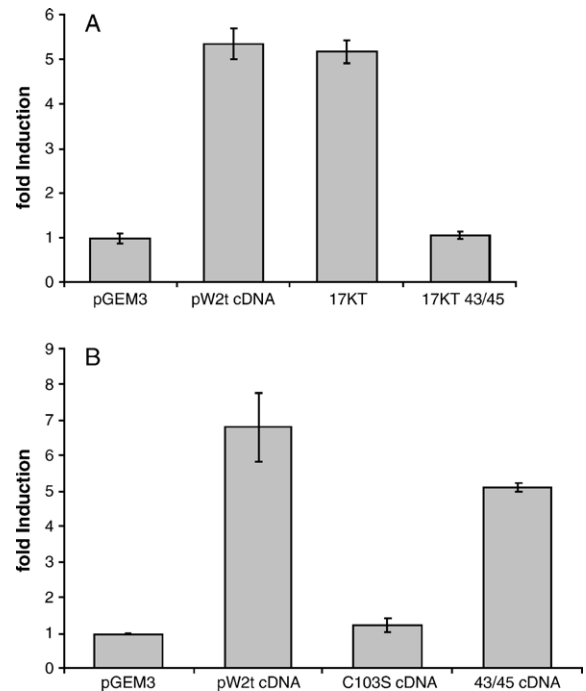 A
6
5
4
3
2
1
0
fold Induction
pGEM3 pW2t cDNA 17KT 17KT 43/45
B
9
8
7
6
5
4
3
2
1
0
fold Induction
pGEM3 pW2t cDNA C103S cDNA 43/45 cDNA